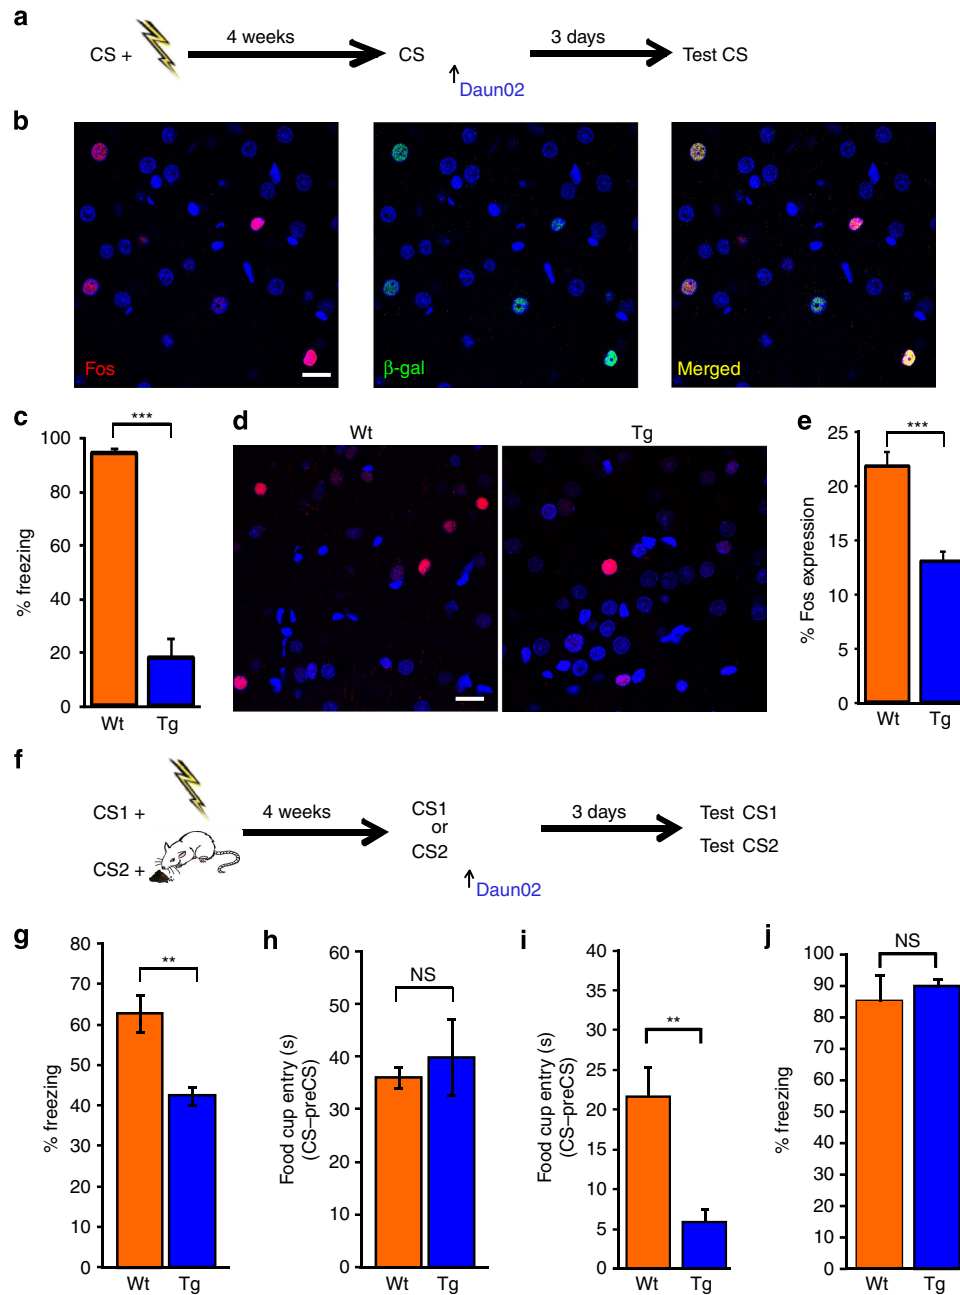 a
CS +
4 weeks
CS
3 days
Test CS
Daun02
b
Fos
β-gal
Merged
c
***
% freezing
100
80
60
40
20
0
Wt
Tg
d
Wt
Tg
e
***
% Fos expression
25
20
15
10
5
0
Wt
Tg
f
CS1 +
CS2 +
4 weeks
CS1
or
CS2
Daun02
3 days
Test CS1
Test CS2
g
**
% freezing
80
70
60
50
40
30
20
10
0
Wt
Tg
h
NS
Food cup entry (s)
(CS–preCS)
60
50
40
30
20
10
0
Wt
Tg
i
**
Food cup entry (s)
(CS–preCS)
40
35
30
25
20
15
10
5
0
Wt
Tg
j
NS
% freezing
100
90
80
70
60
50
40
30
20
10
0
Wt
Tg